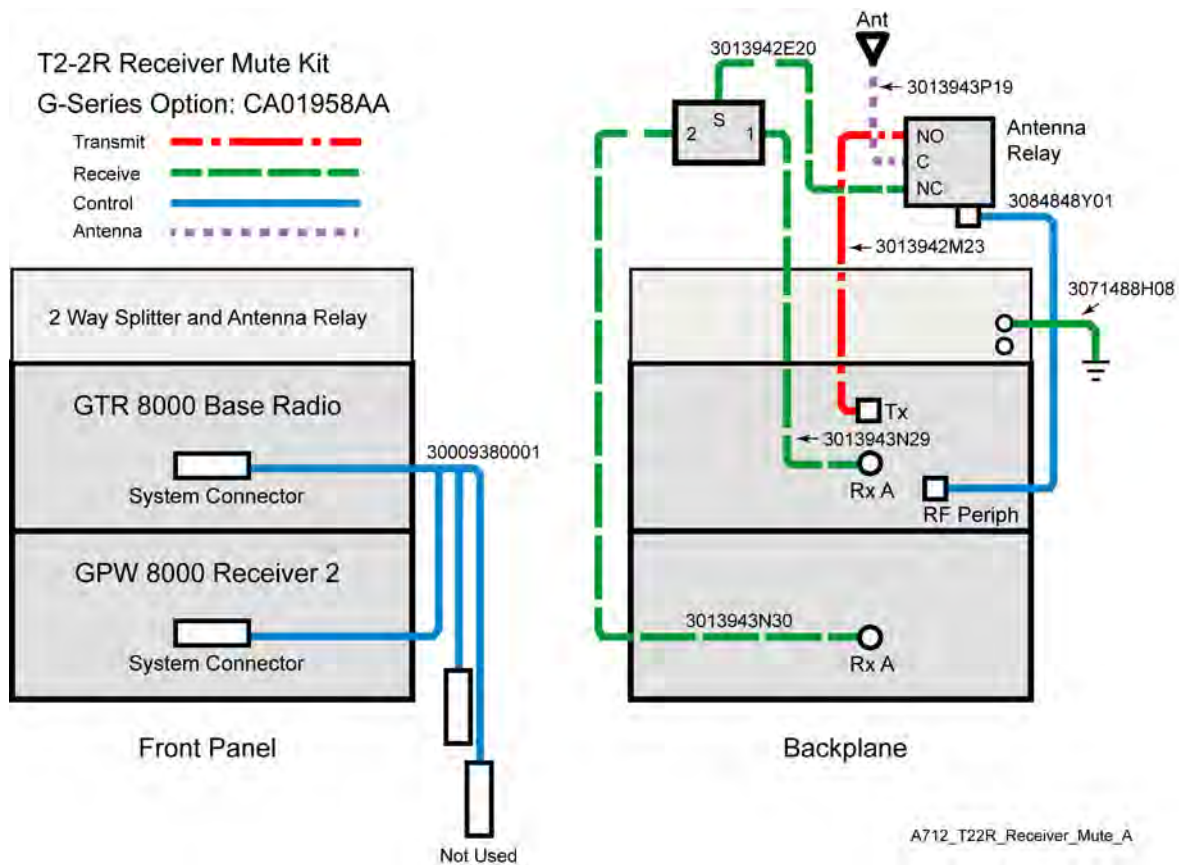 T2-2R Receiver Mute Kit
G-Series Option: CA01958AA
Transmit
Receive
Control
Antenna
2 Way Splitter and Antenna Relay
GTR 8000 Base Radio
System Connector
30009380001
GPW 8000 Receiver 2
System Connector
Front Panel
Not Used
Ant
3013942E20
3013943P19
S
2
1
NO
C
NC
Antenna
Relay
3084848Y01
3013942M23
3071488H08
Tx
3013943N29
Rx A
RF Periph
3013943N30
Rx A
Backplane
A712_T22R_Receiver_Mute_A